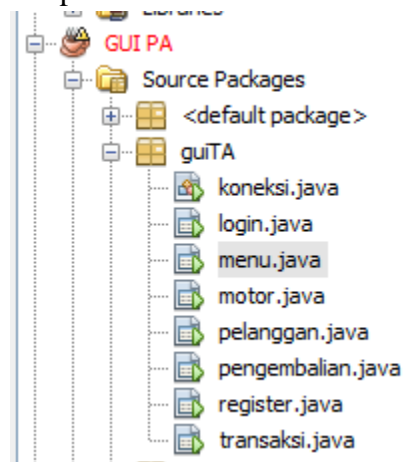 GUI PA
Source Packages
<default package>
guiTA
koneksi.java
login.java
menu.java
motor.java
pelanggan.java
pengembalian.java
register.java
transaksi.java